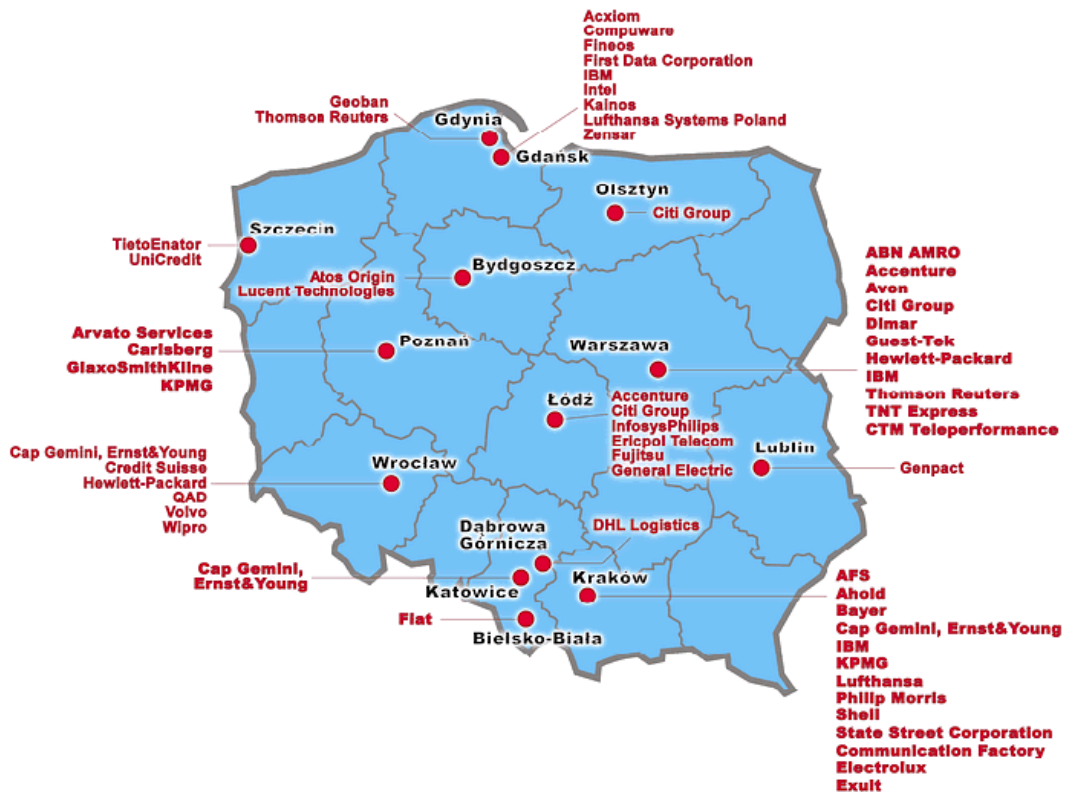 Acxiom
Compuware
Fineos
First Data Corporation
IBM
Intel
Kainos
Lufthansa Systems Poland
Zensar
Geoban
Thomson Reuters
Gdynia
Gdańsk
Olsztyn
Citi Group
Szczecin
TietoEnator
UniCredit
Bydgoszcz
Atos Origin
Lucent Technologies
ABN AMRO
Accenture
Avon
Citi Group
Dimar
Guest-Tek
Hewlett-Packard
IBM
Thomson Reuters
TNT Express
CTM Teleperformance
Arvato Services
Carlsberg
GlaxoSmithKline
KPMG
Poznań
Warszawa
Łódź
Accenture
Citi Group
InfosysPhilips
Ericpol Telecom
Fujitsu
General Electric
Lublin
Genpact
Cap Gemini, Ernst&Young
Credit Suisse
Hewlett-Packard
QAD
Volvo
Wipro
Wroclaw
Dąbrowa
Górnicza
DHL Logistics
Cap Gemini,
Ernst&Young
Katowice
Kraków
Fiat
Bielsko-Biała
AFS
Ahold
Bayer
Cap Gemini, Ernst&Young
IBM
KPMG
Lufthansa
Philip Morris
Shell
State Street Corporation
Communication Factory
Electrolux
Exult